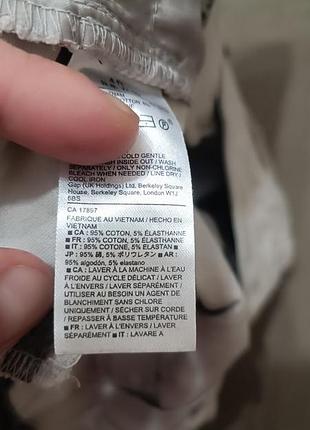 COLD GENTLE
WASH INSIDE OUT / WASH
SEPARATELY / ONLY NON-CHLORINE
BLEACH WHEN NEEDED / LINE DRY /
COOL IRON
Gap (UK Holdings) Ltd, Berkeley Square
House, Berkeley Square, London W1J
6BS
CA 17897
FABRIQUÉ AU VIETNAM / HECHO EN
VIETNAM
■ CA : 95% COTON, 5% ÉLASTHANNE
■ FR : 95% COTON, 5% ÉLASTHANNE
■ IT : 95% COTONE, 5% ELASTAN ■
JP : 95% 綿, 5% ポリウレタン ■ AR :
95% algodón, 5% elastano
■ CA : LAVER À LA MACHINE À L'EAU
FROIDE AU CYCLE DÉLICAT / LAVER
À L'ENVERS / LAVER SÉPARÉMENT /
UTILISER AU BESOIN UN AGENT DE
BLANCHIMENT SANS CHLORE
UNIQUEMENT / SÉCHER SUR CORDE
/ REPASSER À BASSE TEMPÉRATURE
■ FR : LAVER À L'ENVERS / LAVER
SÉPARÉMENT ■ IT : LAVARE A